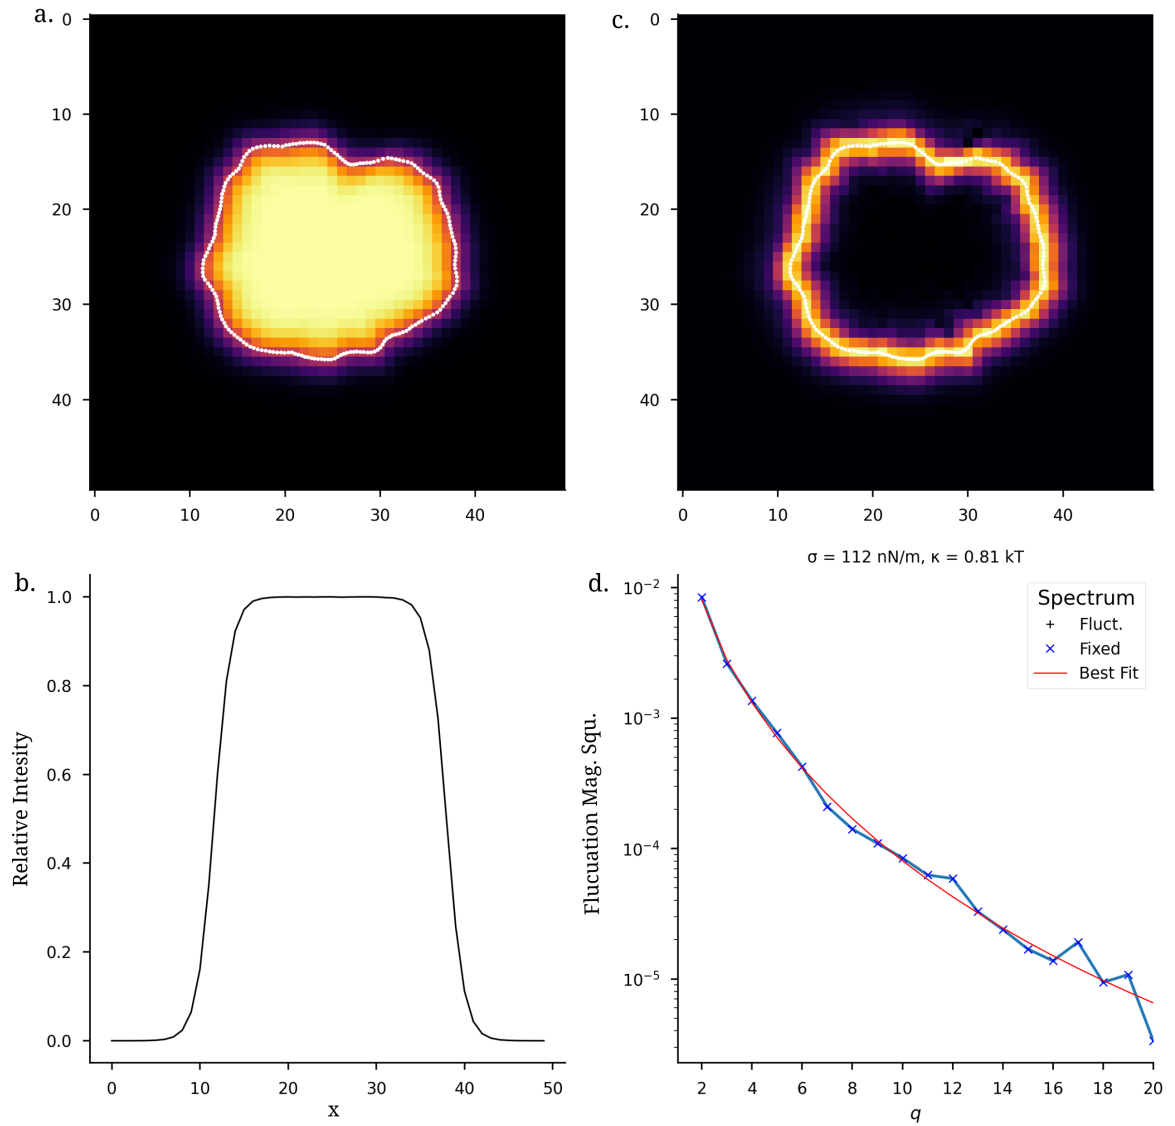 a.
0
10
20
30
40
0 10 20 30 40
c.
0
10
20
30
40
0 10 20 30 40
b.
1.0
0.8
0.6
0.4
0.2
0.0
Relative Intesity
0 10 20 30 40 50
x
σ = 112 nN/m, κ = 0.81 kT
d.
10⁻²
10⁻³
10⁻⁴
10⁻⁵
Flucuation Mag. Squ.
Spectrum
Fluct.
Fixed
Best Fit
2 4 6 8 10 12 14 16 18 20
q